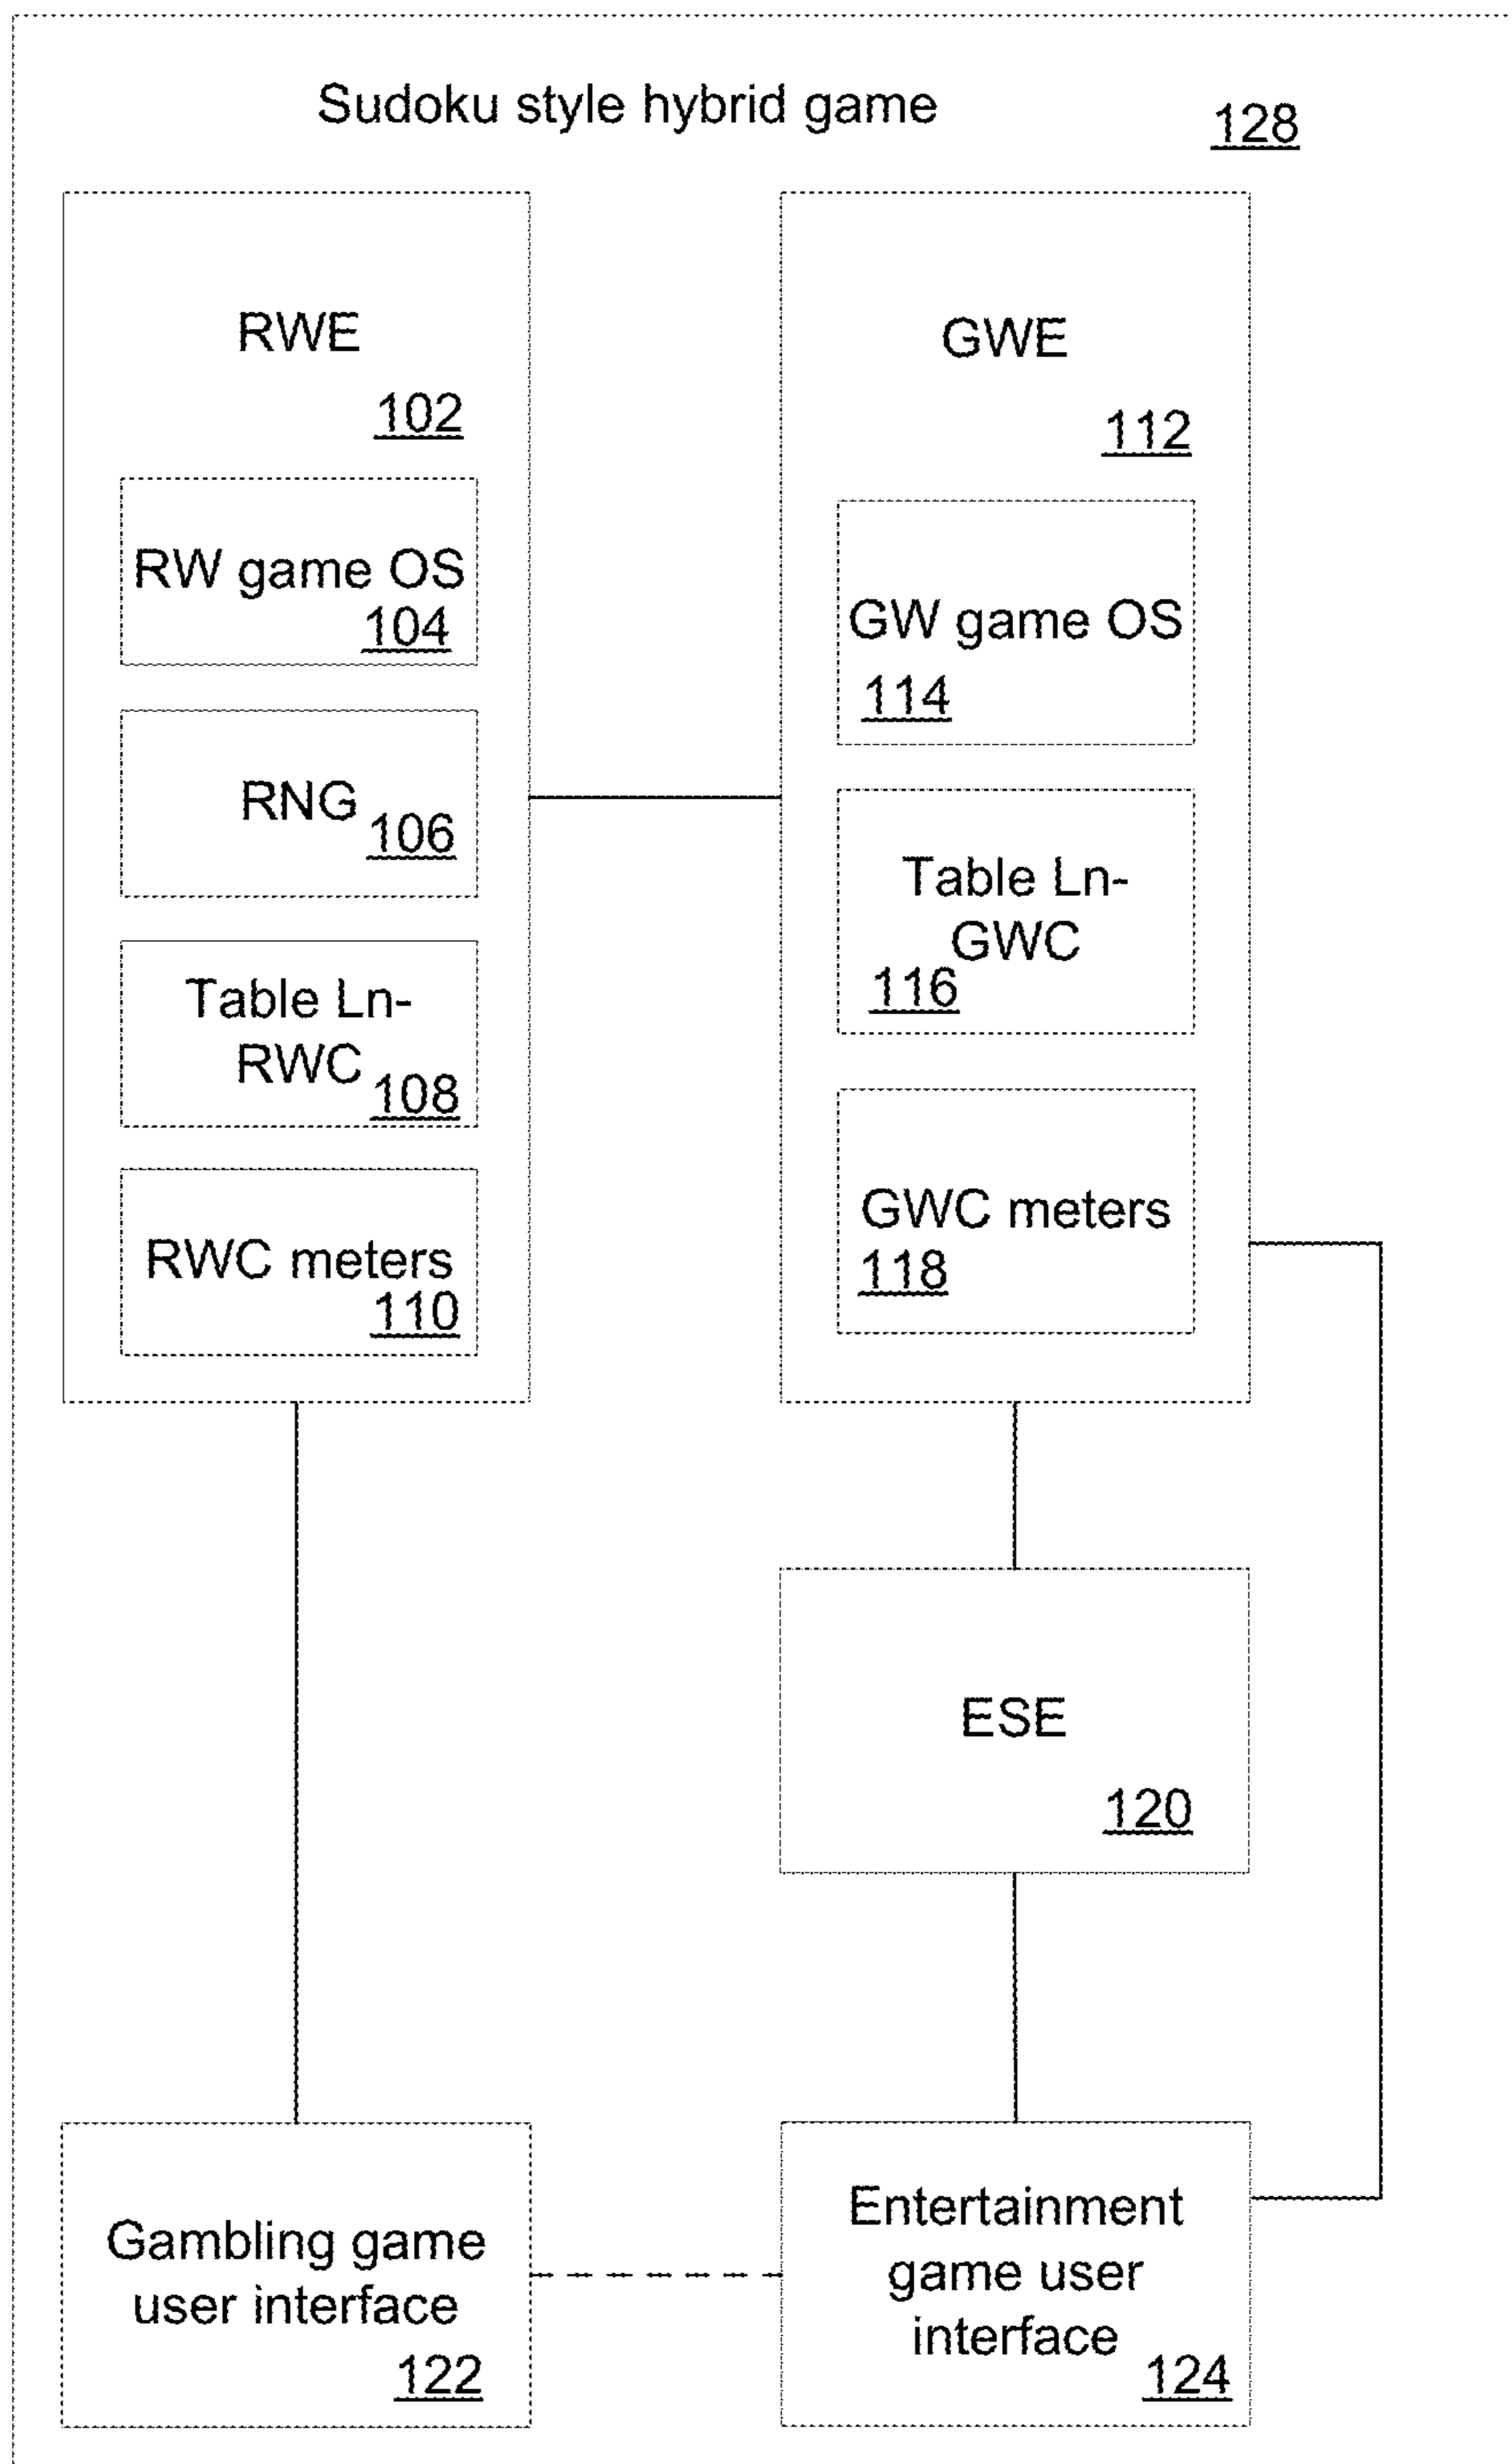 Sudoku style hybrid game
128
RWE
102
RW game OS
104
RNG
106
Table Ln-
RWC
108
RWC meters
110
GWE
112
GW game OS
114
Table Ln-
GWC
116
GWC meters
118
ESE
120
Gambling game
user interface
122
Entertainment
game user
interface
124